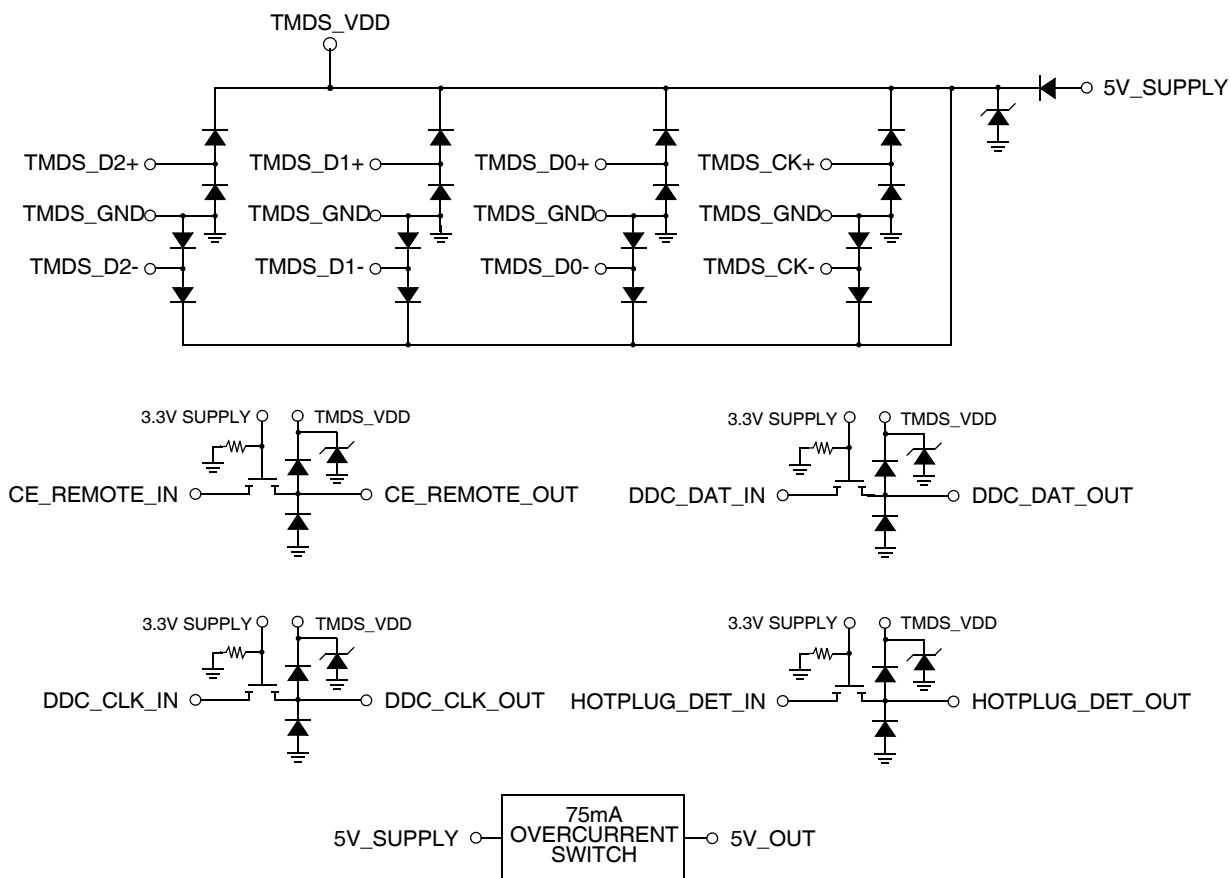 TMDS_VDD
5V_SUPPLY
TMDS_D2+
TMDS_D1+
TMDS_D0+
TMDS_CK+
TMDS_GND
TMDS_GND
TMDS_GND
TMDS_GND
TMDS_D2-
TMDS_D1-
TMDS_D0-
TMDS_CK-
3.3V SUPPLY
TMDS_VDD
3.3V SUPPLY
TMDS_VDD
CE_REMOTE_IN
CE_REMOTE_OUT
DDC_DAT_IN
DDC_DAT_OUT
3.3V SUPPLY
TMDS_VDD
3.3V SUPPLY
TMDS_VDD
DDC_CLK_IN
DDC_CLK_OUT
HOTPLUG_DET_IN
HOTPLUG_DET_OUT
5V_SUPPLY
75mA
OVERCURRENT
SWITCH
5V_OUT